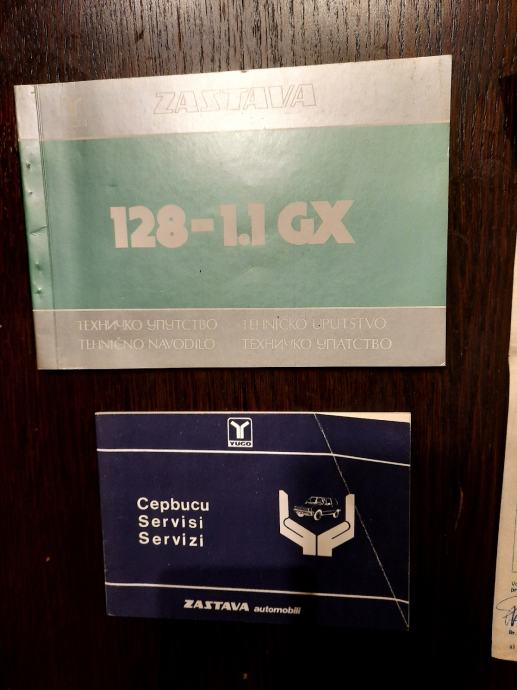 ZASTAVA
128-1.1 GX
ТЕХНИЧКО УПУТСТВО TEHNIČKO UPUTSTVO
TEHNIČNO NAVODILO ТЕХНИЧКО УПАТСТВО
YUGO
Сервиси
Servisi
Servizi
ZASTAVA automobili